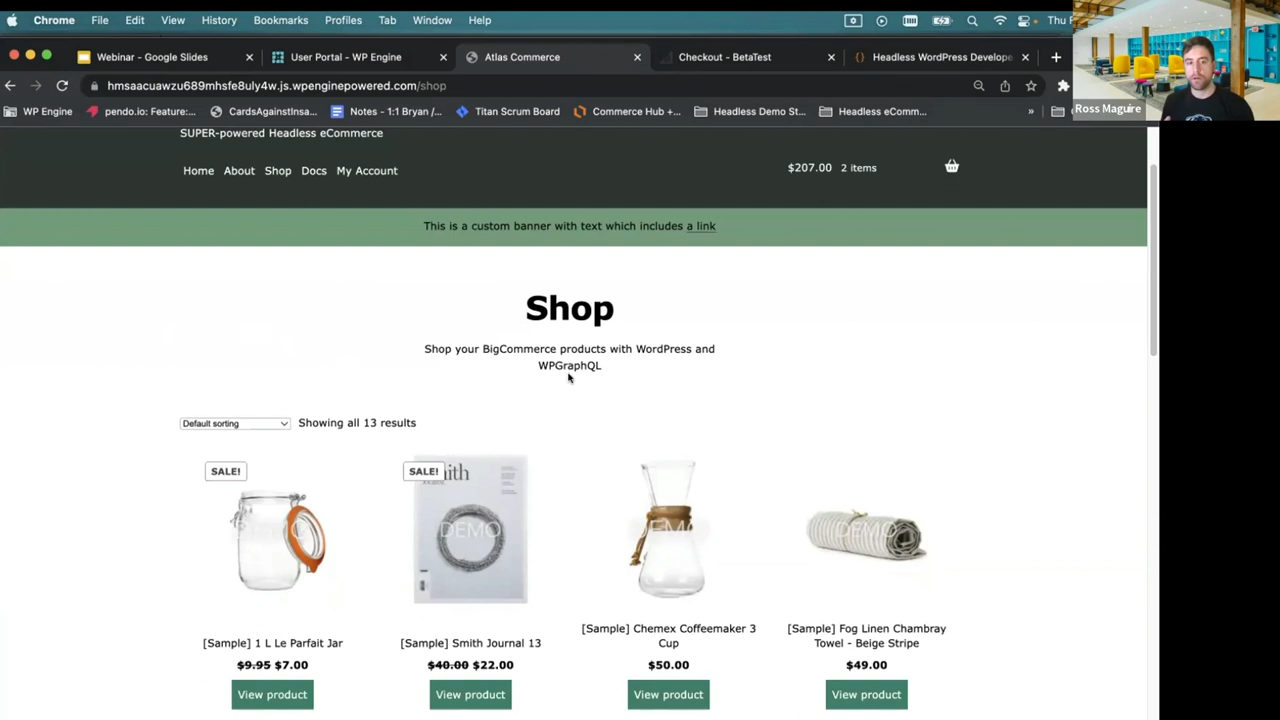 Chrome File Edit View History Bookmarks Profiles Tab Window Help
Webinar - Google Slides
User Portal - WP Engine
Atlas Commerce
Checkout - BetaTest
Headless WordPress Develope
hmsaacuawzu689mhsfe8uly4w.js.wpenginepowered.com/shop
Ross Maguire
WP Engine
pendo.io: Feature:...
CardsAgainstInsa...
Notes - 1:1 Bryan /...
Titan Scrum Board
Commerce Hub +...
Headless Demo St...
Headless eComm...
»
SUPER-powered Headless eCommerce
Home About Shop Docs My Account
$207.00 2 items
This is a custom banner with text which includes a link
Shop
Shop your BigCommerce products with WordPress and
WPGraphQL
Default sorting
Showing all 13 results
SALE!
SALE!
DEMO
DEMO
DEMO
[Sample] 1 L Le Parfait Jar
$9.95 $7.00
View product
[Sample] Smith Journal 13
$40.00 $22.00
View product
[Sample] Chemex Coffeemaker 3
Cup
$50.00
View product
[Sample] Fog Linen Chambray
Towel - Beige Stripe
$49.00
View product